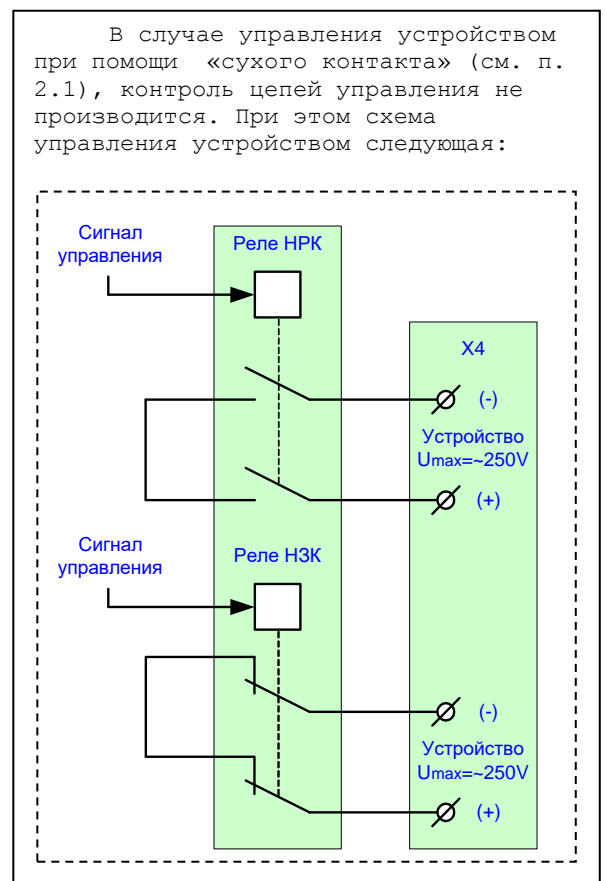 В случае управления устройством
при помощи «сухого контакта» (см. п.
2.1), контроль цепей управления не
производится. При этом схема
управления устройством следующая:
Сигнал
управления
Реле НРК
X4
(-)
Устройство
Umax=~250V
(+)
Сигнал
управления
Реле НЗК
(-)
Устройство
Umax=~250V
(+)